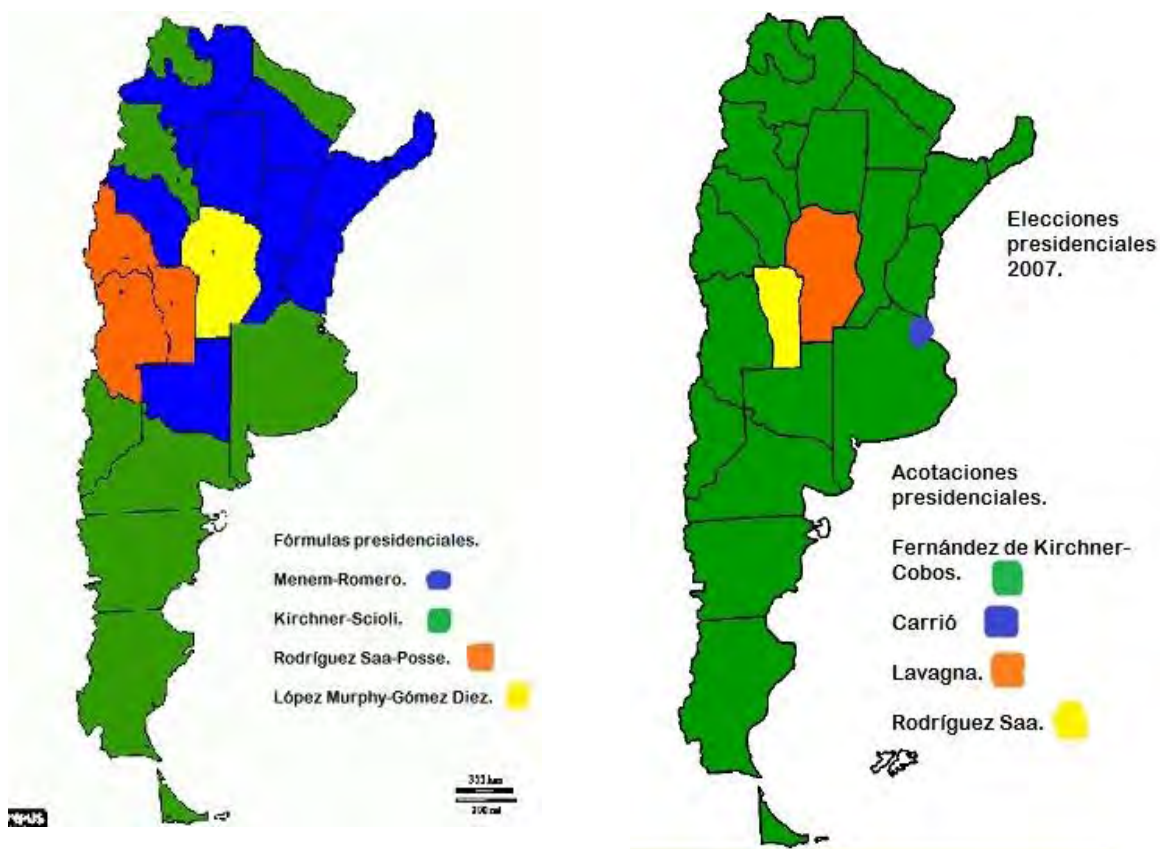 Fórmulas presidenciales.
Menem-Romero.
Kirchner-Scioli.
Rodríguez Saa-Posse.
López Murphy-Gómez Diez.
Elecciones
presidenciales
2007.
Acotaciones
presidenciales.
Fernández de Kirchner-
Cobos.
Carrió
Lavagna.
Rodríguez Saa.